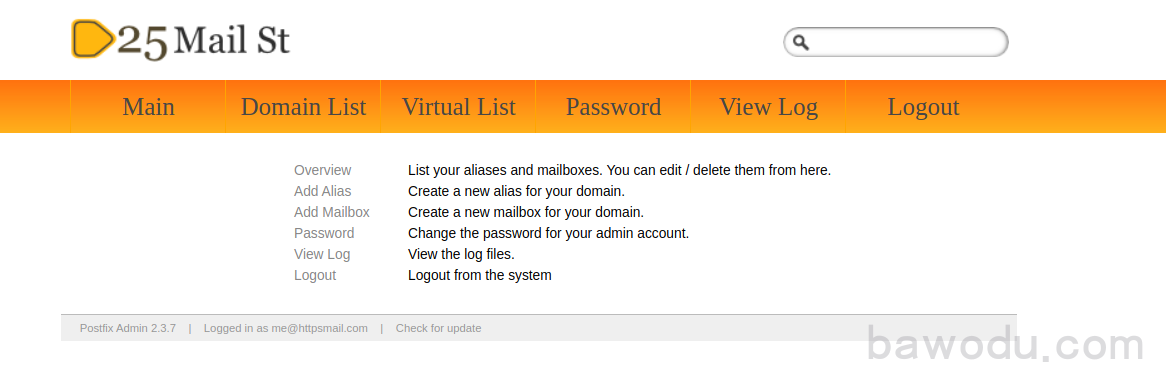 25 Mail St
Main Domain List Virtual List Password View Log Logout
Overview List your aliases and mailboxes. You can edit / delete them from here.
Add Alias Create a new alias for your domain.
Add Mailbox Create a new mailbox for your domain.
Password Change the password for your admin account.
View Log View the log files.
Logout Logout from the system
Postfix Admin 2.3.7 | Logged in as me@httpsmail.com | Check for update
bawodu.com